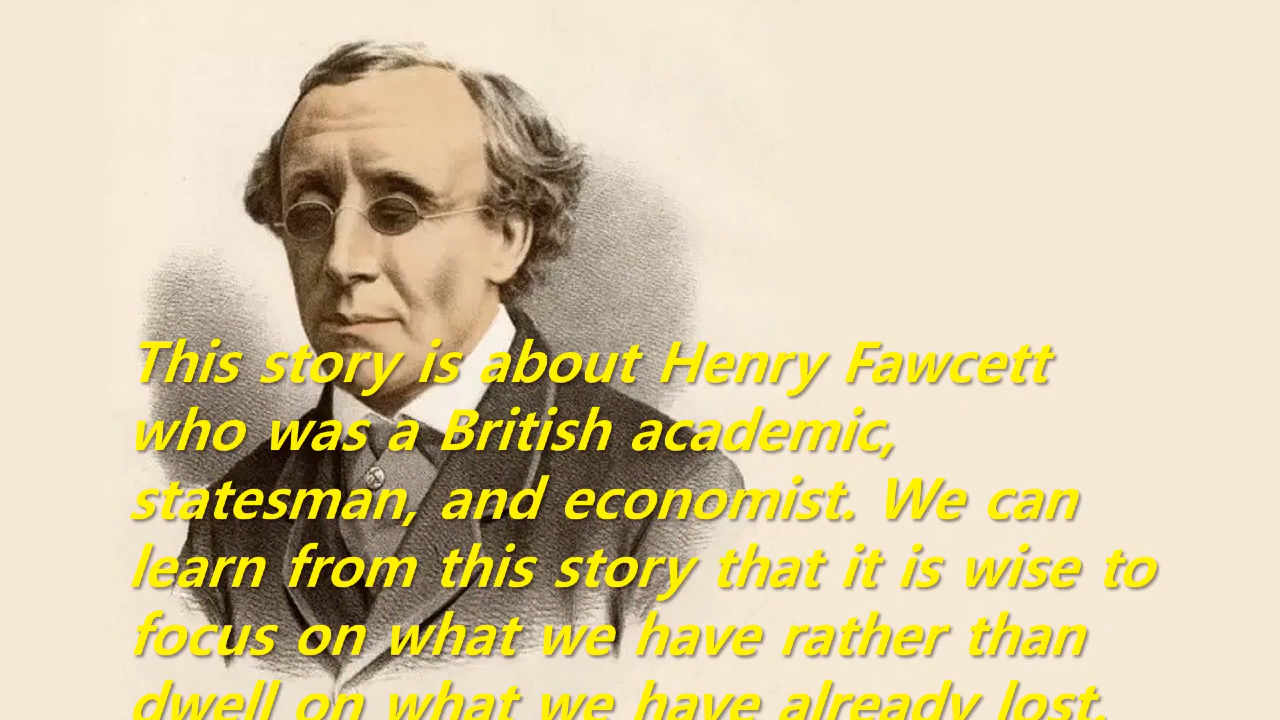 This story is about Henry Fawcett
who was a British academic,
statesman, and economist. We can
learn from this story that it is wise to
focus on what we have rather than
dwell on what we have already lost.